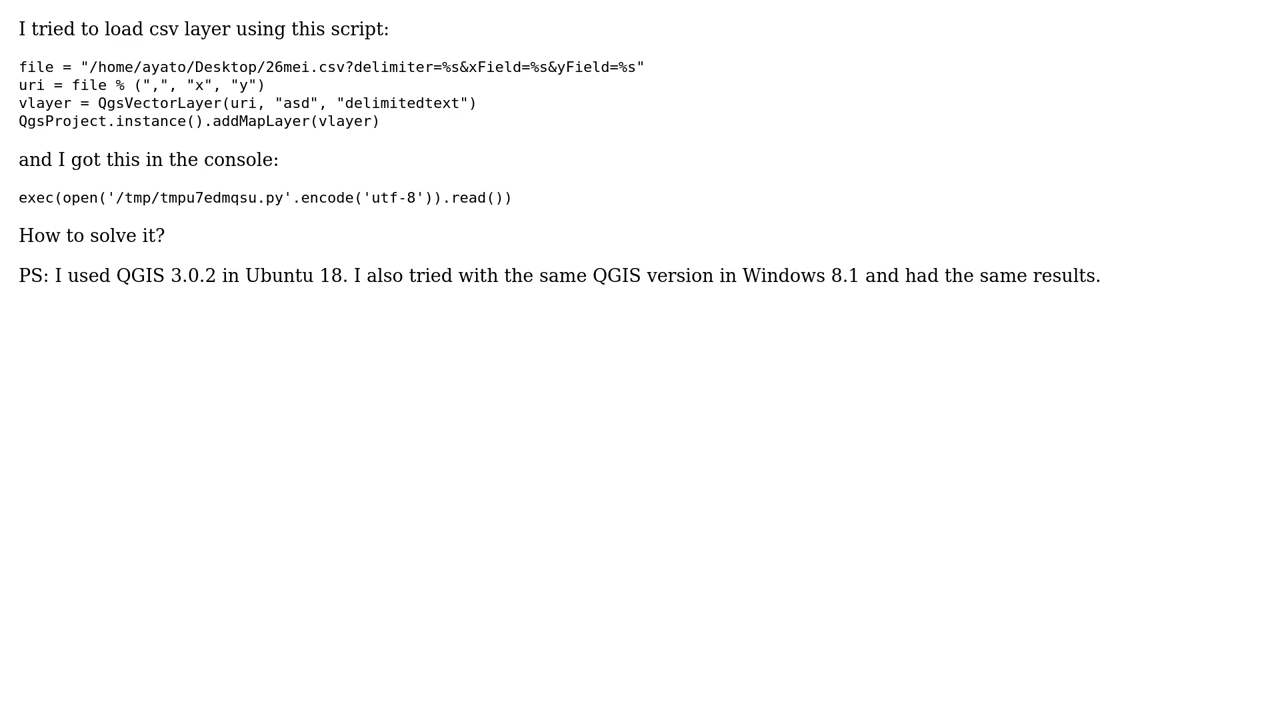 I tried to load csv layer using this script:
file = "/home/ayato/Desktop/26mei.csv?delimiter=%s&xField=%s&yField=%s"
uri = file % (",", "x", "y")
vlayer = QgsVectorLayer(uri, "asd", "delimitedtext")
QgsProject.instance().addMapLayer(vlayer)
and I got this in the console:
exec(open('/tmp/tmpu7edmqsu.py'.encode('utf-8')).read())
How to solve it?
PS: I used QGIS 3.0.2 in Ubuntu 18. I also tried with the same QGIS version in Windows 8.1 and had the same results.